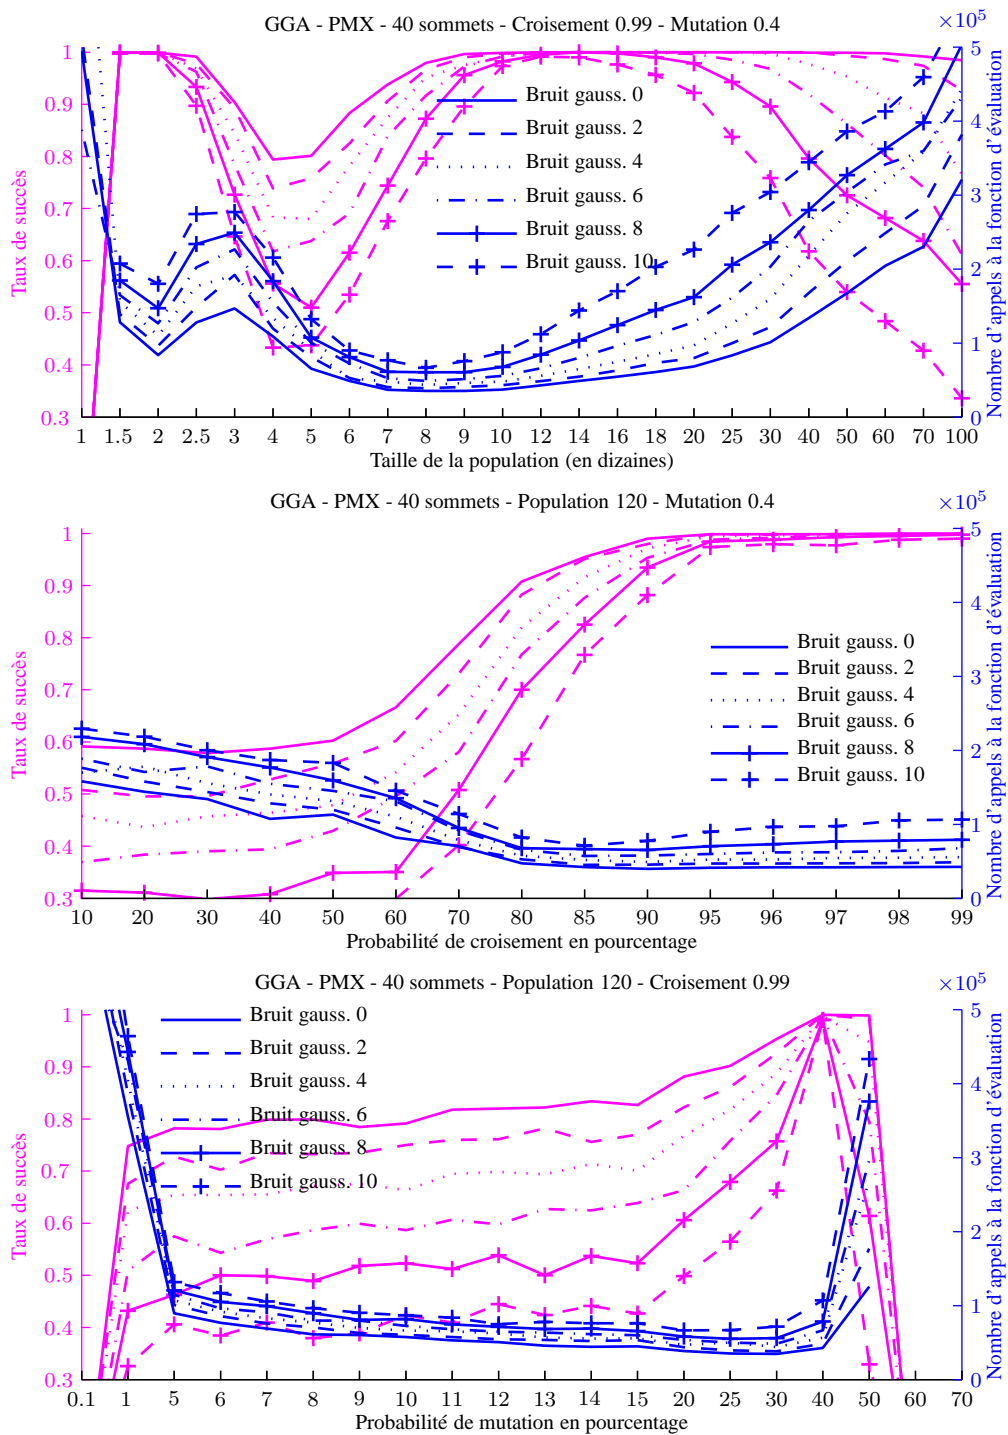 GGA - PMX - 40 sommets - Croisement 0.99 - Mutation 0.4
×10⁵
1
0.9
0.8
0.7
0.6
0.5
0.4
0.3
Taux de succès
Bruit gauss. 0
Bruit gauss. 2
Bruit gauss. 4
Bruit gauss. 6
Bruit gauss. 8
Bruit gauss. 10
5
4
3
2
1
0
Nombre d'appels à la fonction d'évaluation
1 1.5 2 2.5 3 4 5 6 7 8 9 10 12 14 16 18 20 25 30 40 50 60 70 100
Taille de la population (en dizaines)
GGA - PMX - 40 sommets - Population 120 - Mutation 0.4
×10⁵
1
0.9
0.8
0.7
0.6
0.5
0.4
0.3
Taux de succès
Bruit gauss. 0
Bruit gauss. 2
Bruit gauss. 4
Bruit gauss. 6
Bruit gauss. 8
Bruit gauss. 10
5
4
3
2
1
0
Nombre d'appels à la fonction d'évaluation
10 20 30 40 50 60 70 80 85 90 95 96 97 98 99
Probabilité de croisement en pourcentage
GGA - PMX - 40 sommets - Population 120 - Croisement 0.99
×10⁵
1
0.9
0.8
0.7
0.6
0.5
0.4
0.3
Taux de succès
Bruit gauss. 0
Bruit gauss. 2
Bruit gauss. 4
Bruit gauss. 6
Bruit gauss. 8
Bruit gauss. 10
5
4
3
2
1
0
Nombre d'appels à la fonction d'évaluation
0.1 1 5 6 7 8 9 10 11 12 13 14 15 20 25 30 40 50 60 70
Probabilité de mutation en pourcentage